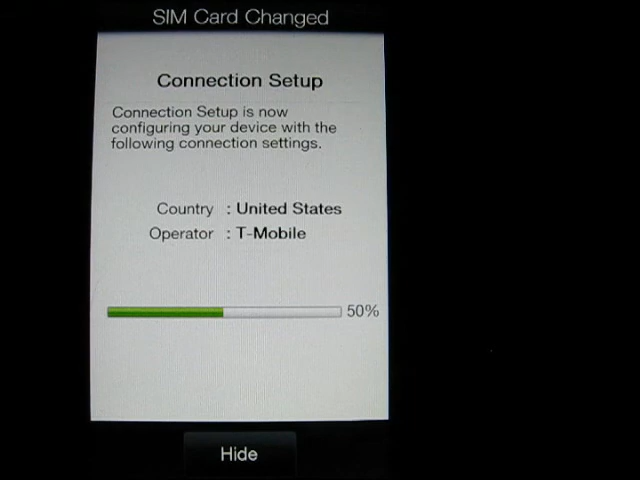 SIM Card Changed
Connection Setup
Connection Setup is now
configuring your device with the
following connection settings.
Country : United States
Operator : T-Mobile
50%
Hide